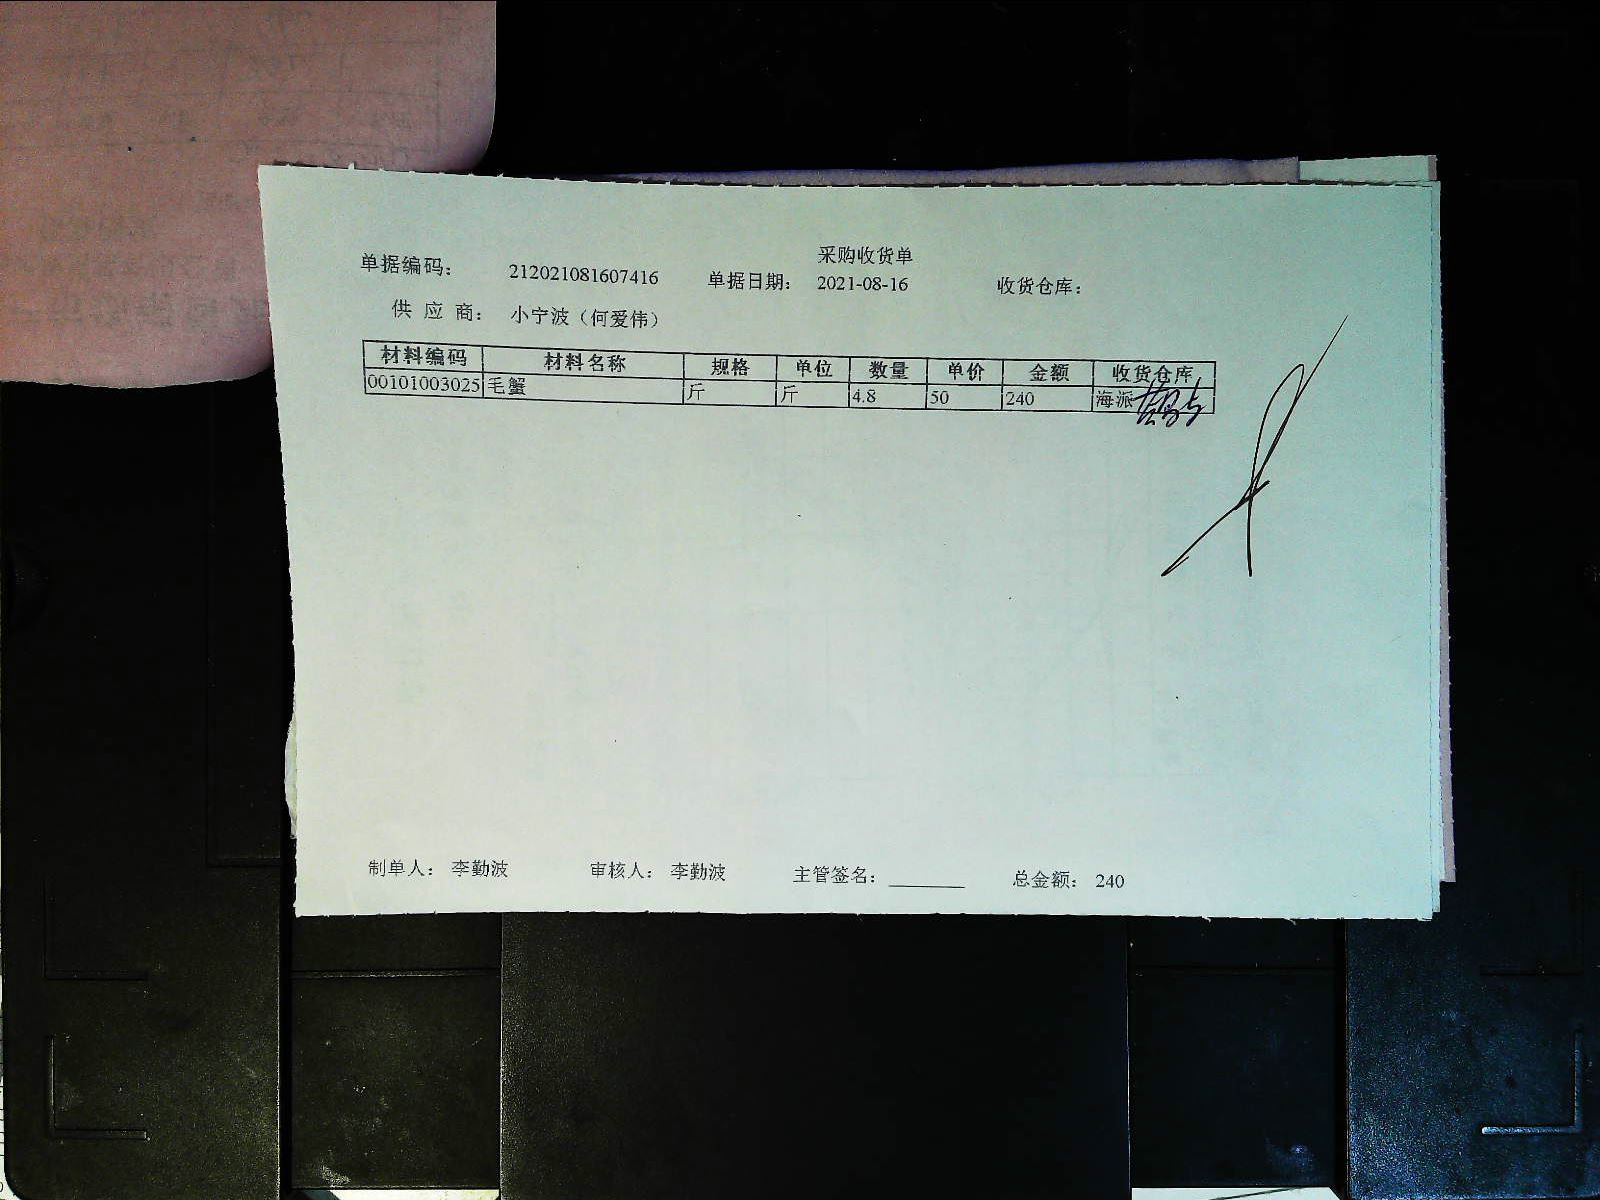 采购收货单
单据编码： 212021081607416 单据日期： 2021-08-16 收货仓库：
供 应 商： 小宁波（何爱伟）
材料编码 材料名称 规格 单位 数量 单价 金额 收货仓库
00101003025 毛蟹 斤 斤 4.8 50 240 海派
制单人： 李勤波 审核人： 李勤波 主管签名：________ 总金额： 240